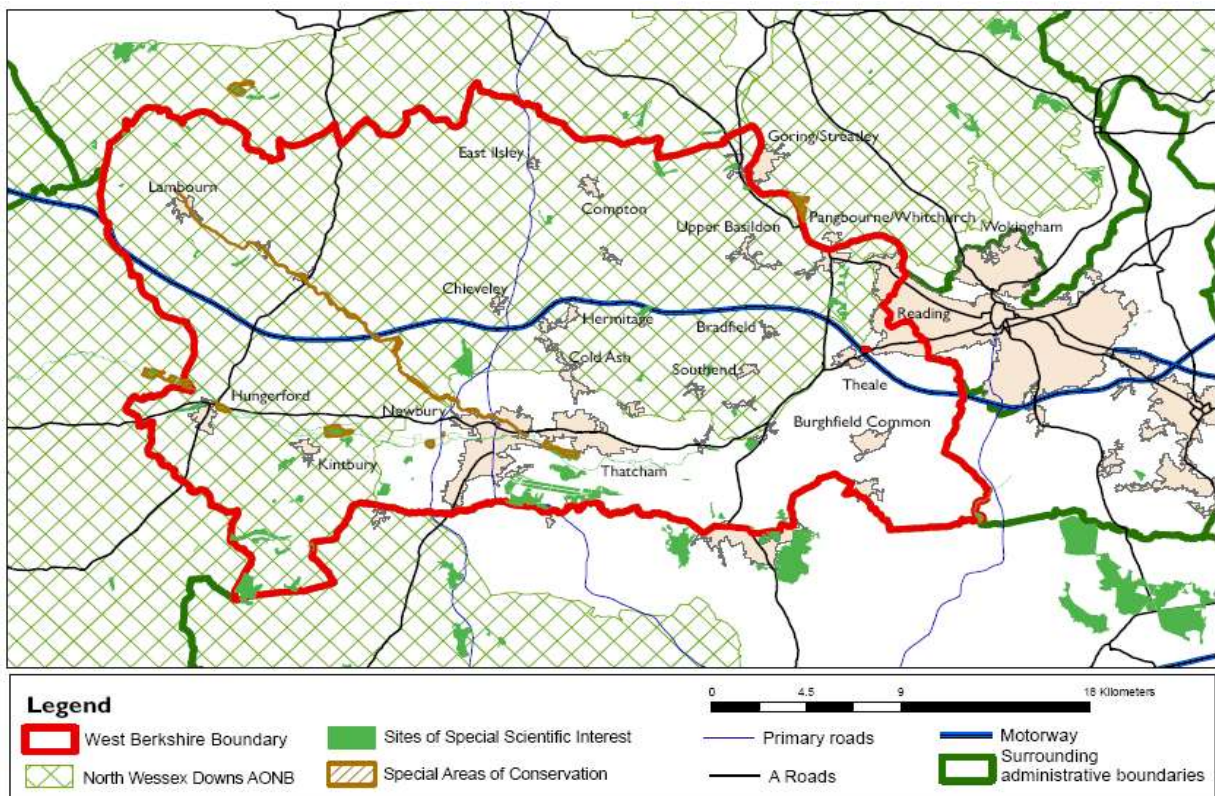 Goring/Streatley
East Ilsley
Lambourn
Compton
Upper Basildon
Pangbourne/Whitchurch
Wokingham
Chieveley
Hermitage
Bradfield
Reading
Cold Ash
Southend
Theale
Hungerford
Newbury
Burghfield Common
Kintbury
Thatcham
Legend
West Berkshire Boundary
North Wessex Downs AONB
Sites of Special Scientific Interest
Special Areas of Conservation
0 4.5 9 18 Kilometers
Primary roads
A Roads
Motorway
Surrounding
administrative boundaries